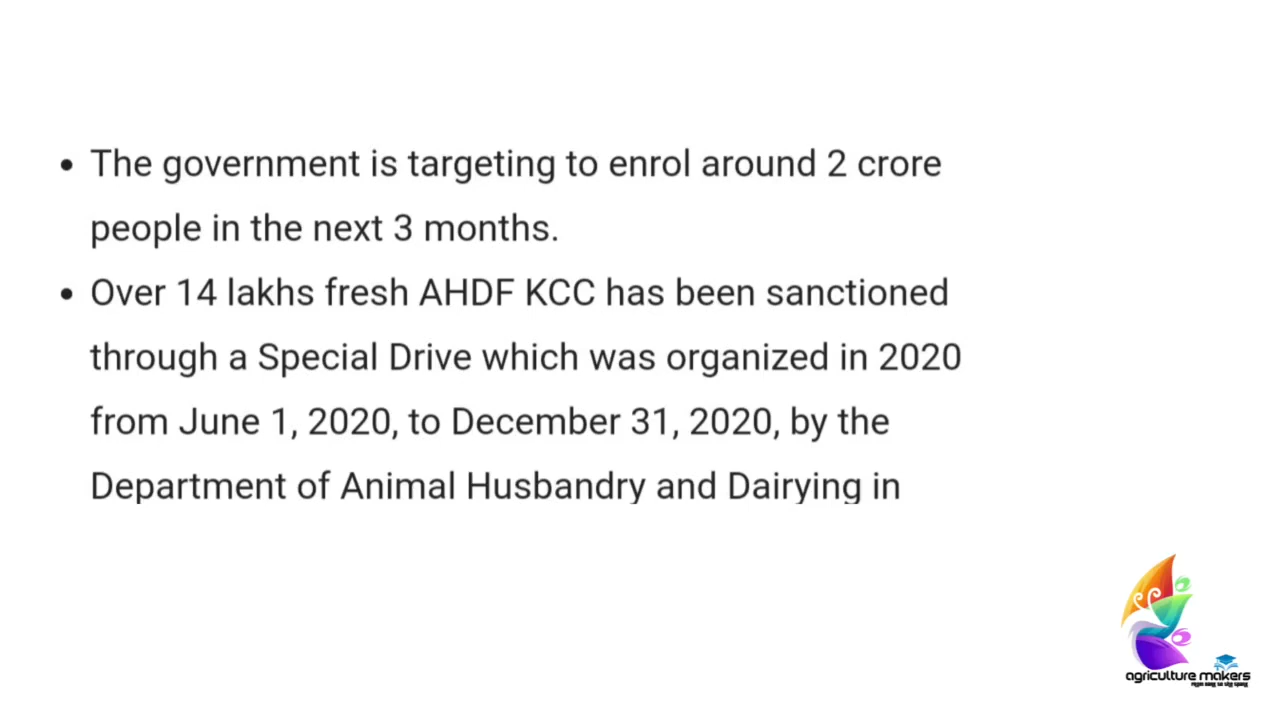 • The government is targeting to enrol around 2 crore
people in the next 3 months.
• Over 14 lakhs fresh AHDF KCC has been sanctioned
through a Special Drive which was organized in 2020
from June 1, 2020, to December 31, 2020, by the
Department of Animal Husbandry and Dairying in
agriculture makers